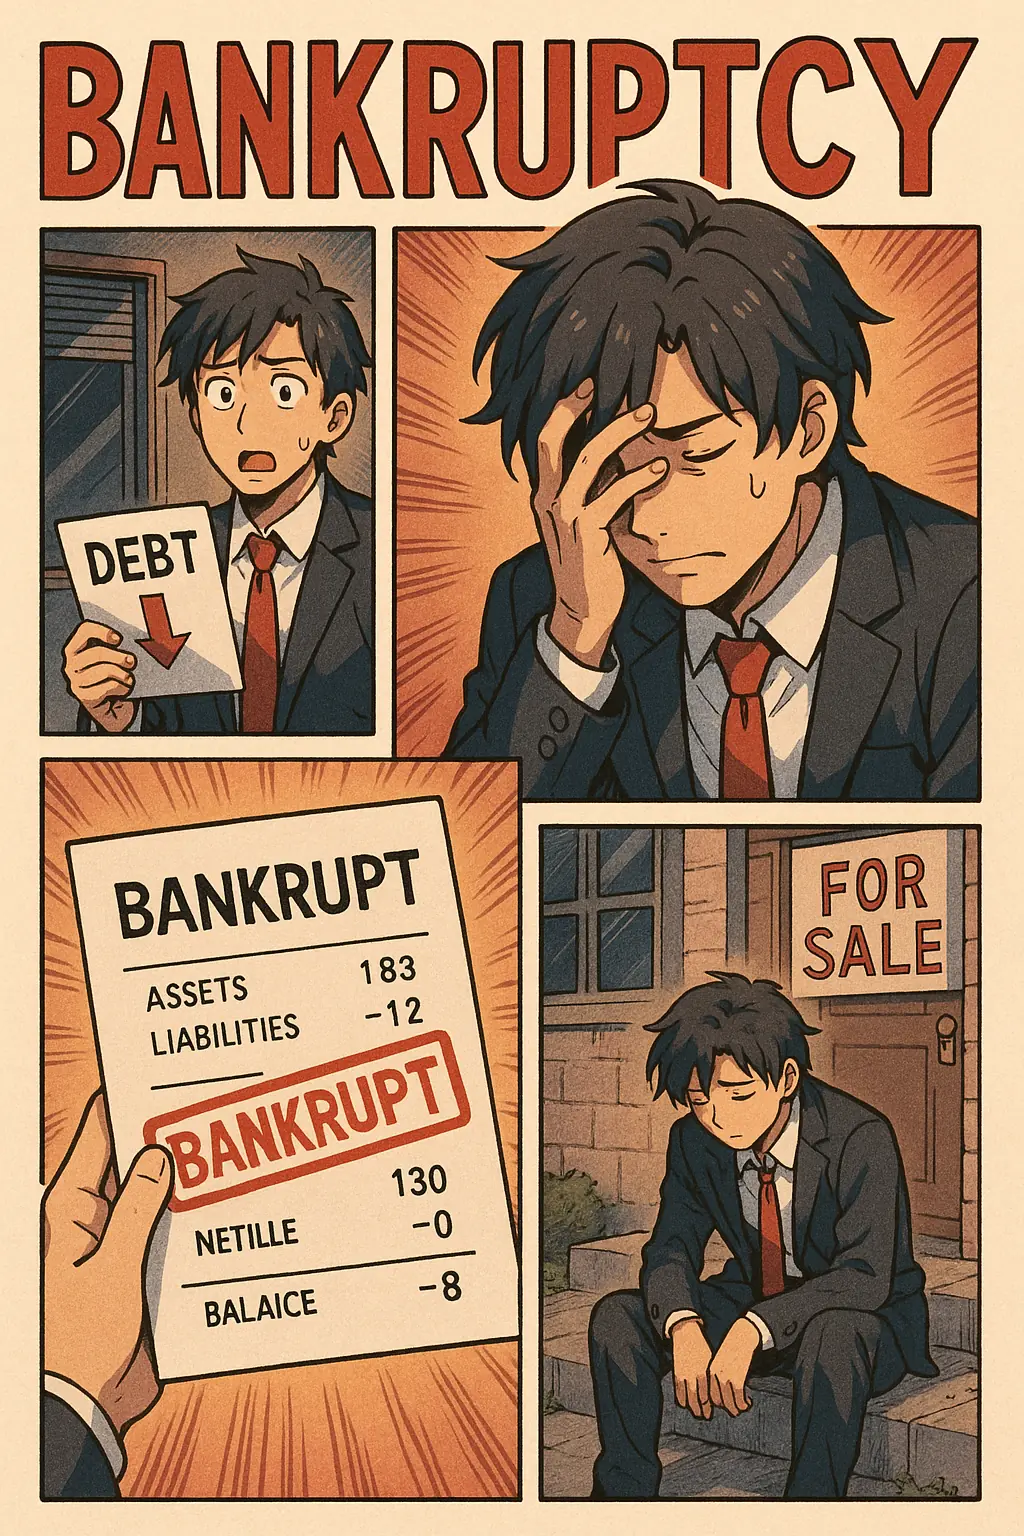 BANKRUPTCY
DEBT
BANKRUPT
ASSETS 183
LIABILITIES -12
BANKRUPT
130
NETILLE -0
BALAICE -8
FOR
SALE